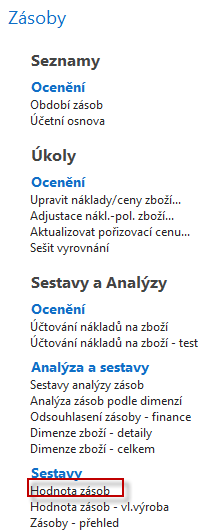 Zásoby
Seznamy
Ocenění
Období zásob
Účetní osnova
Úkoly
Ocenění
Upravit náklady/ceny zboží...
Adjustace nákl.-pol. zboží...
Aktualizovat pořizovací cenu...
Sešit vyrovnání
Sestavy a Analýzy
Ocenění
Účtování nákladů na zboží
Účtování nákladů na zboží - test
Analýza a sestavy
Sestavy analýzy zásob
Analýza zásob podle dimenzí
Odsouhlasení zásoby - finance
Dimenze zboží - detaily
Dimenze zboží - celkem
Sestavy
Hodnota zásob
Hodnota zásob - vl.výroba
Zásoby - přehled